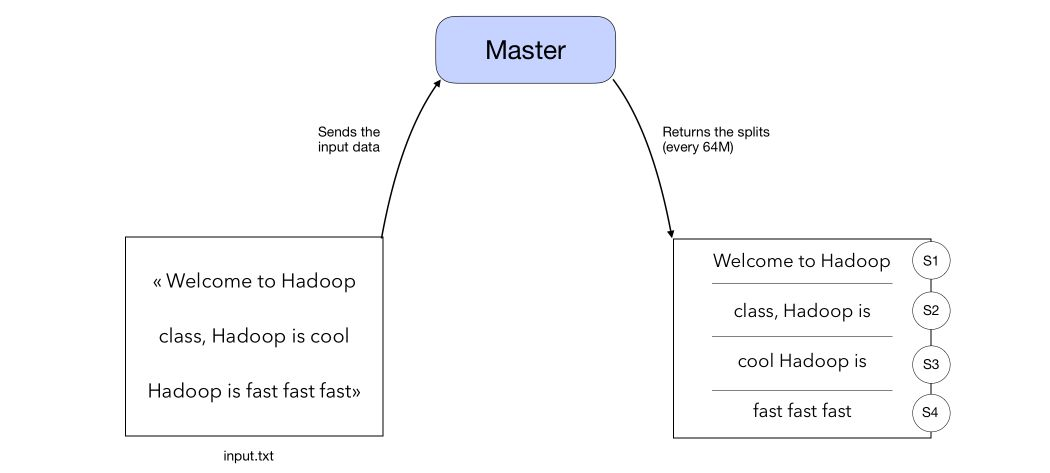 Master
Sends the
input data
Returns the splits
(every 64M)
« Welcome to Hadoop
class, Hadoop is cool
Hadoop is fast fast fast»
input.txt
Welcome to Hadoop S1
class, Hadoop is S2
cool Hadoop is S3
fast fast fast S4